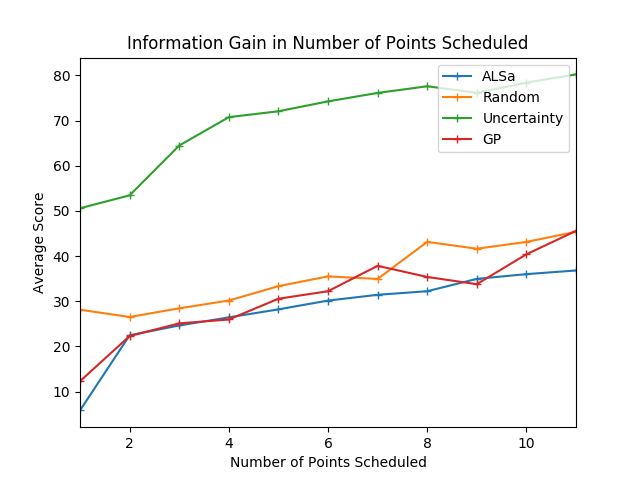 Information Gain in Number of Points Scheduled
80
70
60
50
40
30
20
10
Average Score
ALSa
Random
Uncertainty
GP
2 4 6 8 10
Number of Points Scheduled